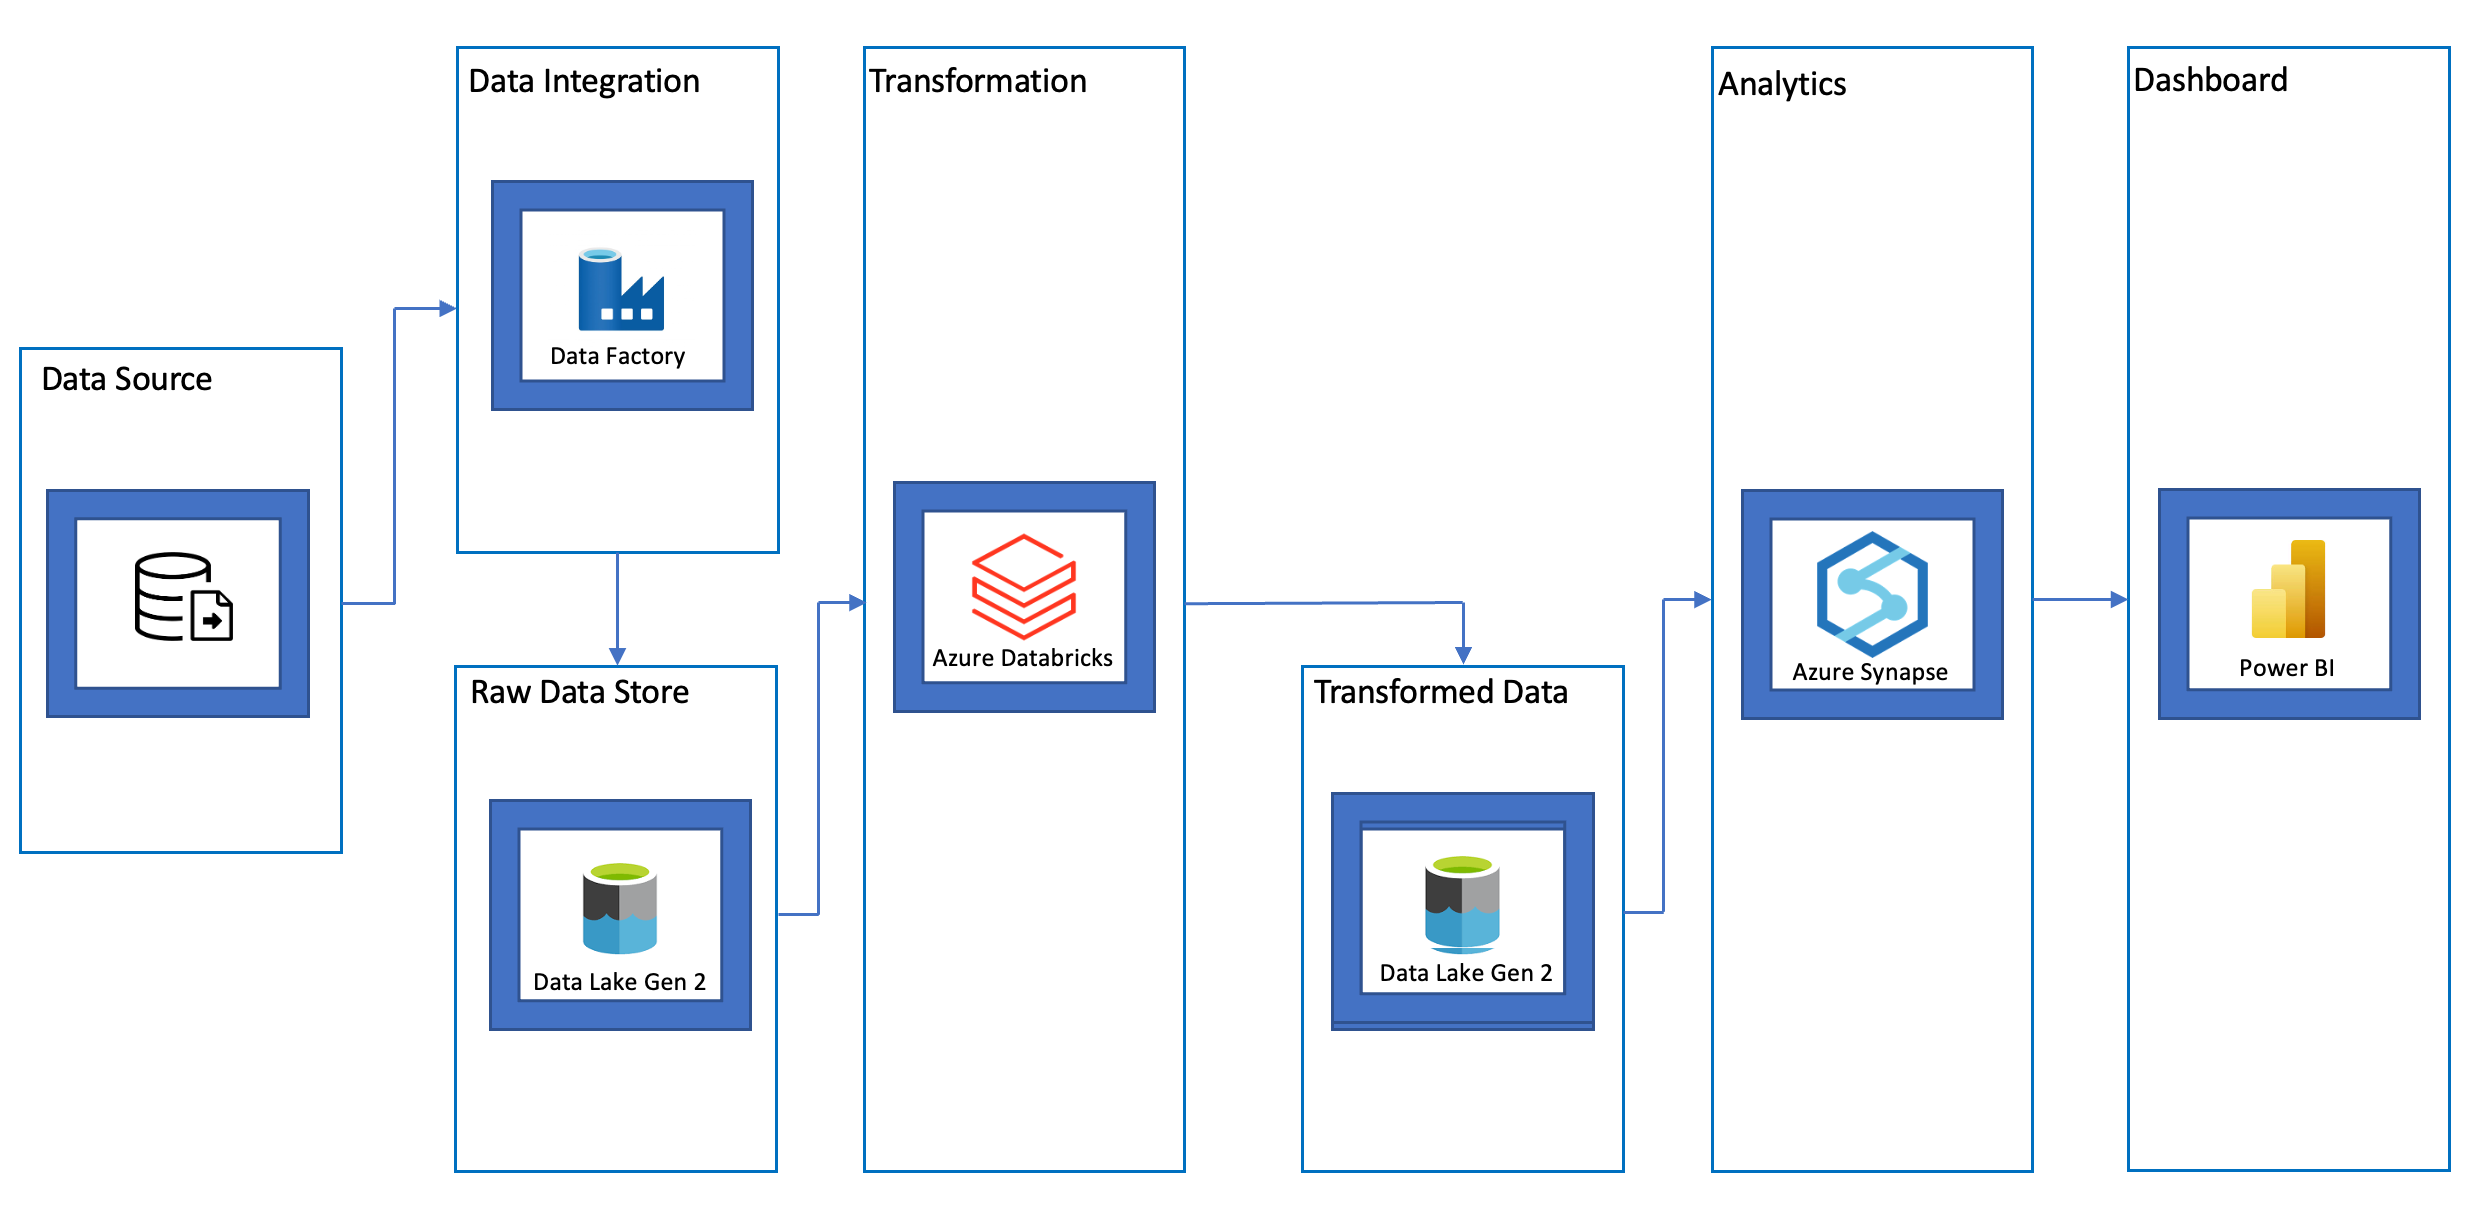 Data Source
Data Integration
Data Factory
Raw Data Store
Data Lake Gen 2
Transformation
Azure Databricks
Transformed Data
Data Lake Gen 2
Analytics
Azure Synapse
Dashboard
Power BI